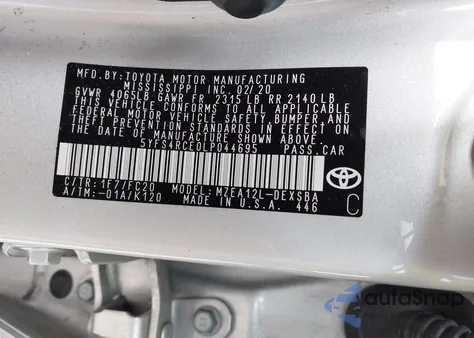 MFD.BY:TOYOTA MOTOR MANUFACTURING
MISSISSIPPI INC. 02/20
GVWR 4065LB GAWR FR 2315 LB RR 2140 LB
THIS VEHICLE CONFORMS TO ALL APPLICABLE
FEDERAL MOTOR VEHICLE SAFETY AND
THEFT PREVENTION STANDARDS IN EFFECT ON
THE DATE OF MANUFACTURE SHOWN ABOVE.
5YFS4RCE0LP044695 PASS.CAR
C/TR: 1F7/FC20 MODEL: MZEA12L-DEXSBA
A/TM: -01A/K120 MADE IN U.S.A. 446
TOYOTA
C
autoSnap